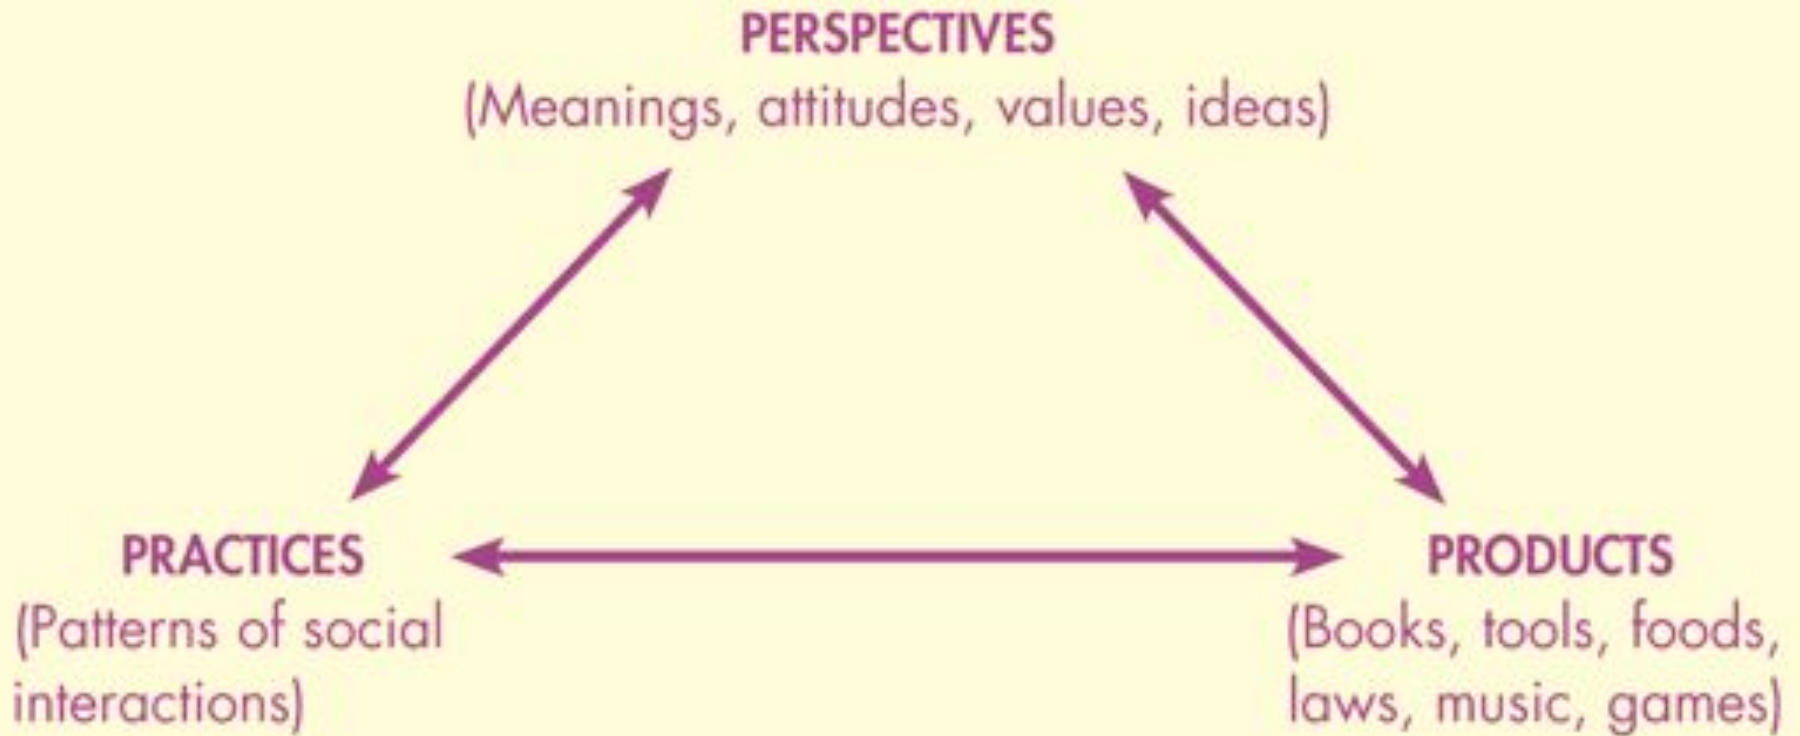 PERSPECTIVES
(Meanings, attitudes, values, ideas)
PRACTICES
(Patterns of social
interactions)
PRODUCTS
(Books, tools, foods,
laws, music, games)